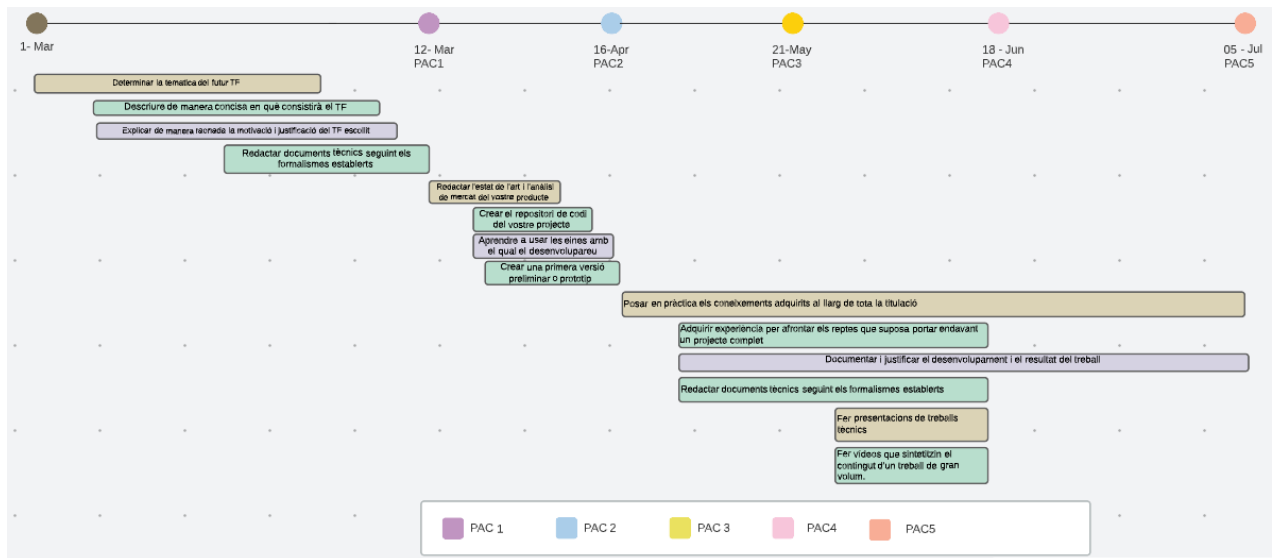 1- Mar
12- Mar
PAC1
16-Apr
PAC2
21-May
PAC3
18 - Jun
PAC4
05 - Jul
PAC5
Determinar la tematica del futur TF
Descriure de manera concisa en què consistirà el TF
Explicar de manera raonada la motivació i justificació del TF escollit
Redactar documents tècnics seguint els
formalismes establerts
Redactar l'estat de l'art i l'anàlisi
de mercat del vostre producte
Crear el repositori de codi
del vostre projecte
Aprendre a usar les eines amb
el qual el desenvolupareu
Crear una primera versió
preliminar o prototip
Posar en pràctica els coneixements adquirits al llarg de tota la titulació
Adquirir experiència per afrontar els reptes que suposa portar endavant
un projecte complet
Documentar i justificar el desenvolupament i el resultat del treball
Redactar documents tècnics seguint els formalismes establerts
Fer presentacions de treballs
tècnics
Fer vídeos que sintetitzin el
contingut d'un treball de gran
volum.
PAC 1
PAC 2
PAC 3
PAC4
PAC5